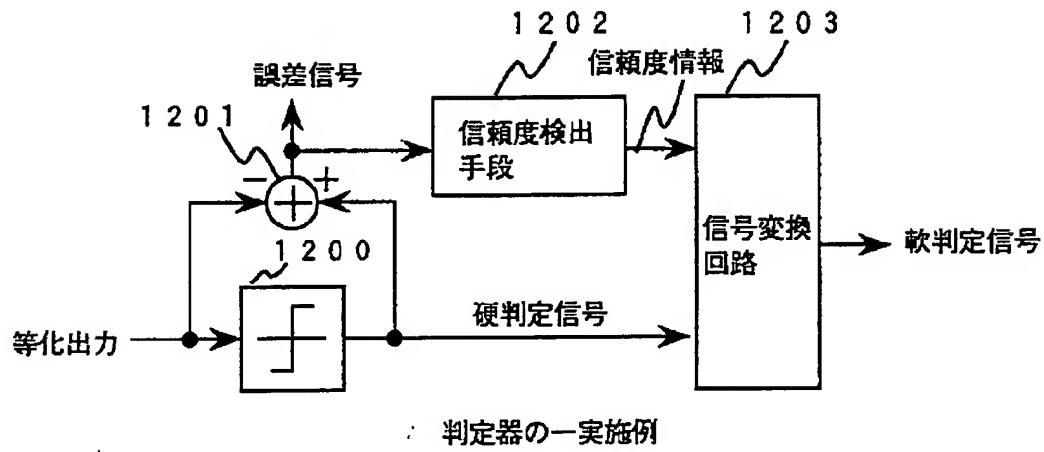 1202
1203
信頼度情報
誤差信号
1201
信頼度検出
手段
− +
信号変換
回路
軟判定信号
1200
硬判定信号
等化出力
判定器の一実施例